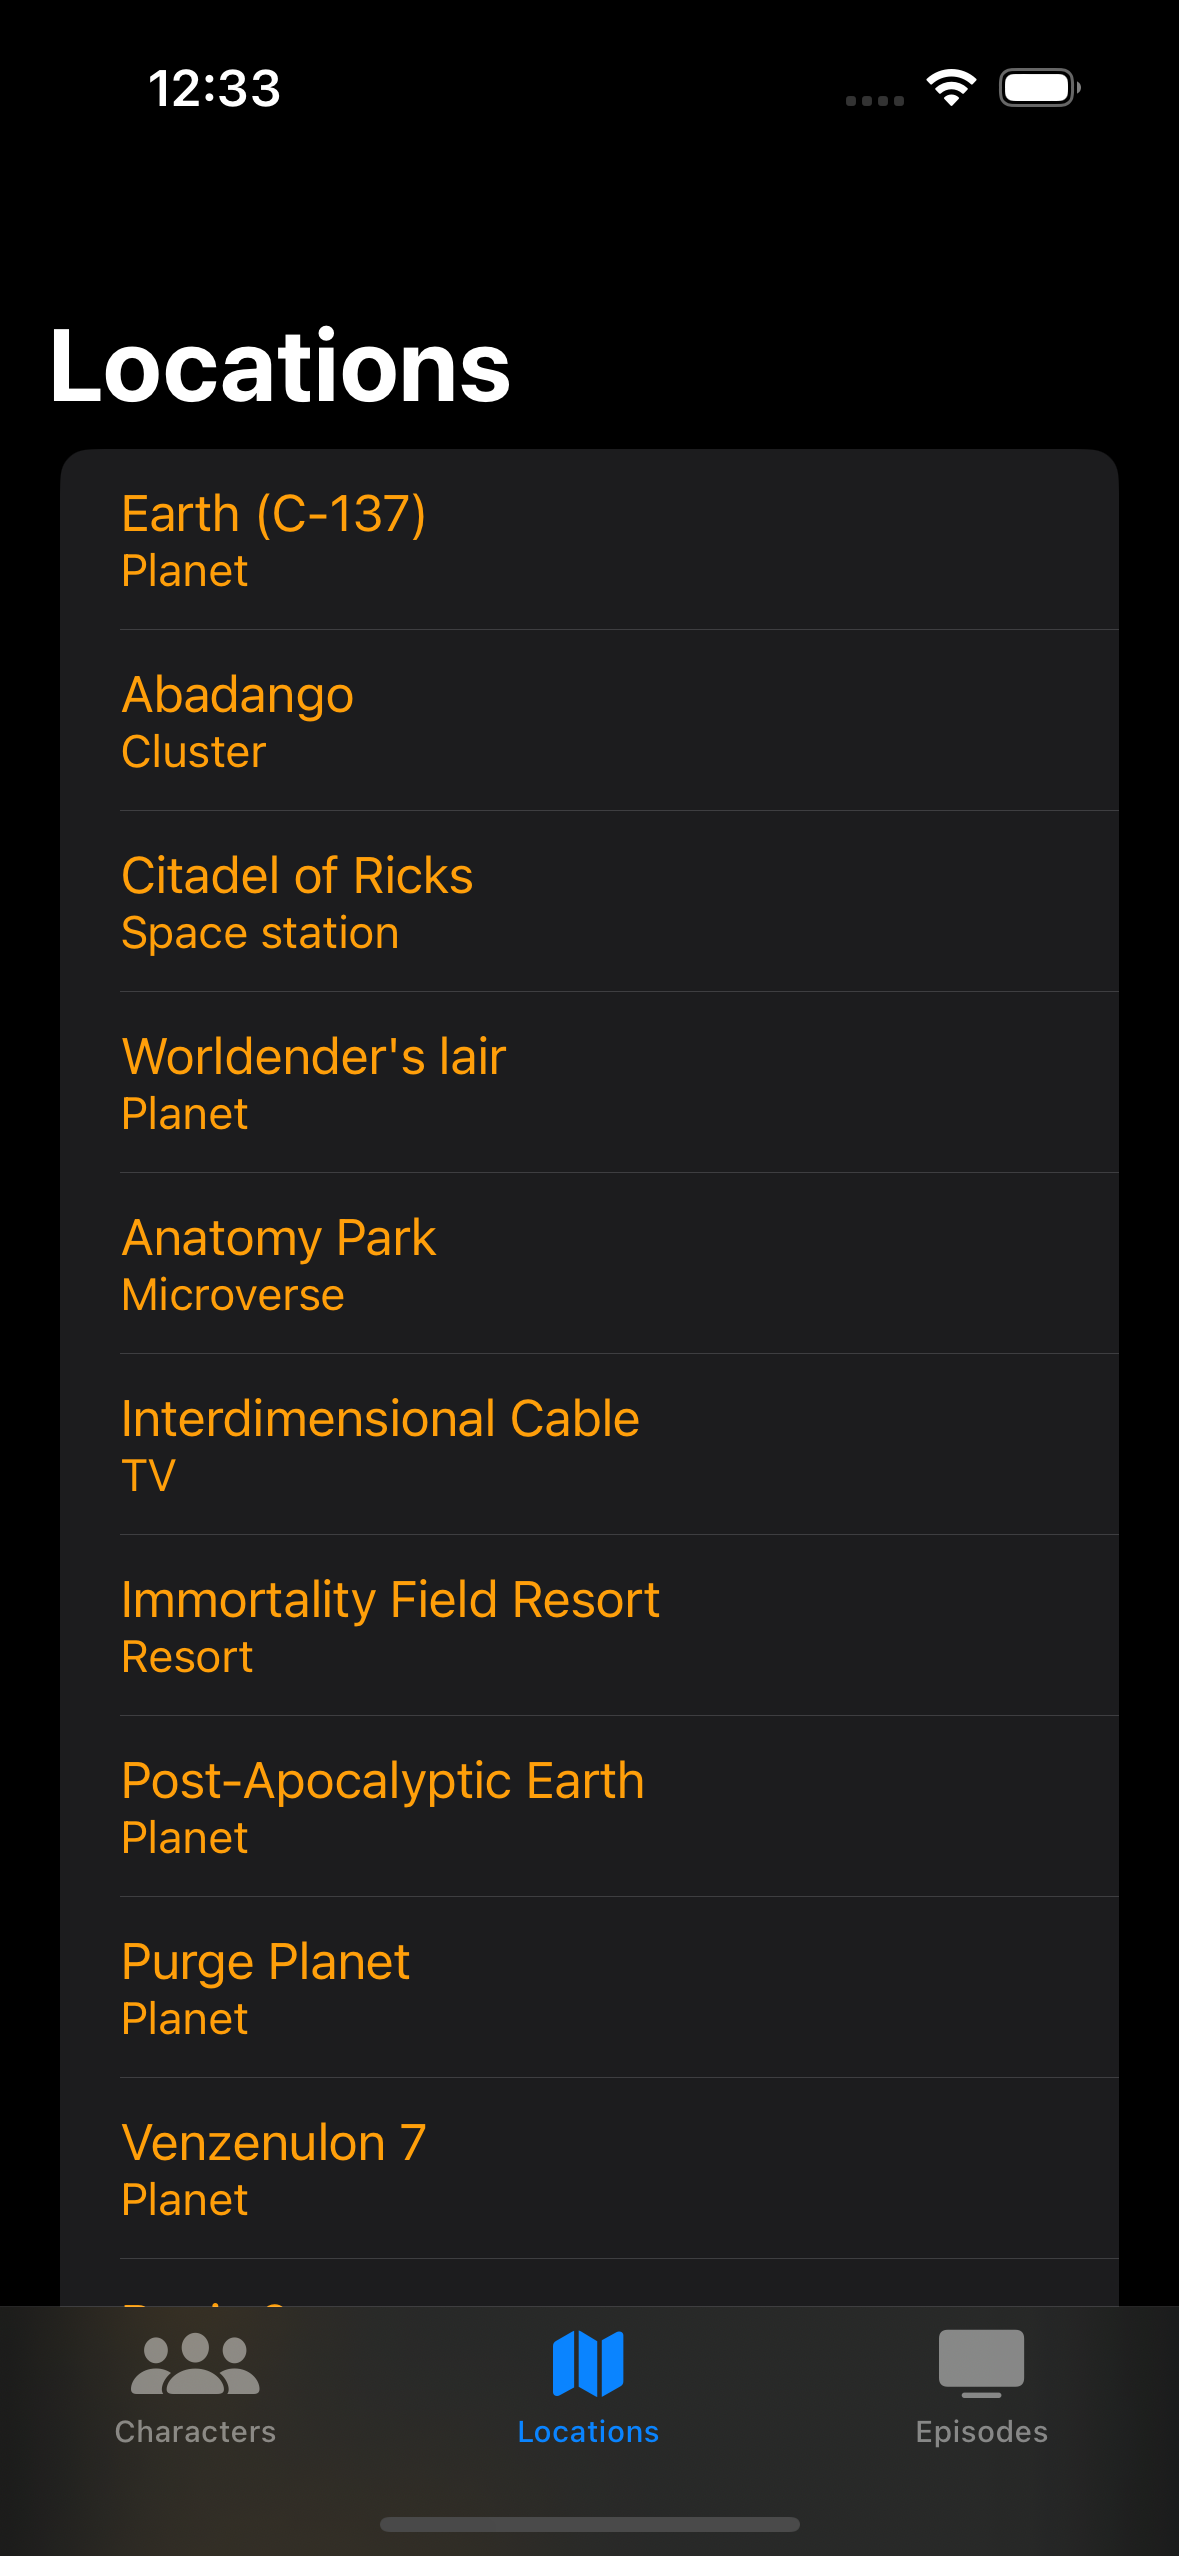 12:33
Locations
Earth (C-137)
Planet
Abadango
Cluster
Citadel of Ricks
Space station
Worldender's lair
Planet
Anatomy Park
Microverse
Interdimensional Cable
TV
Immortality Field Resort
Resort
Post-Apocalyptic Earth
Planet
Purge Planet
Planet
Venzenulon 7
Planet
Characters
Locations
Episodes